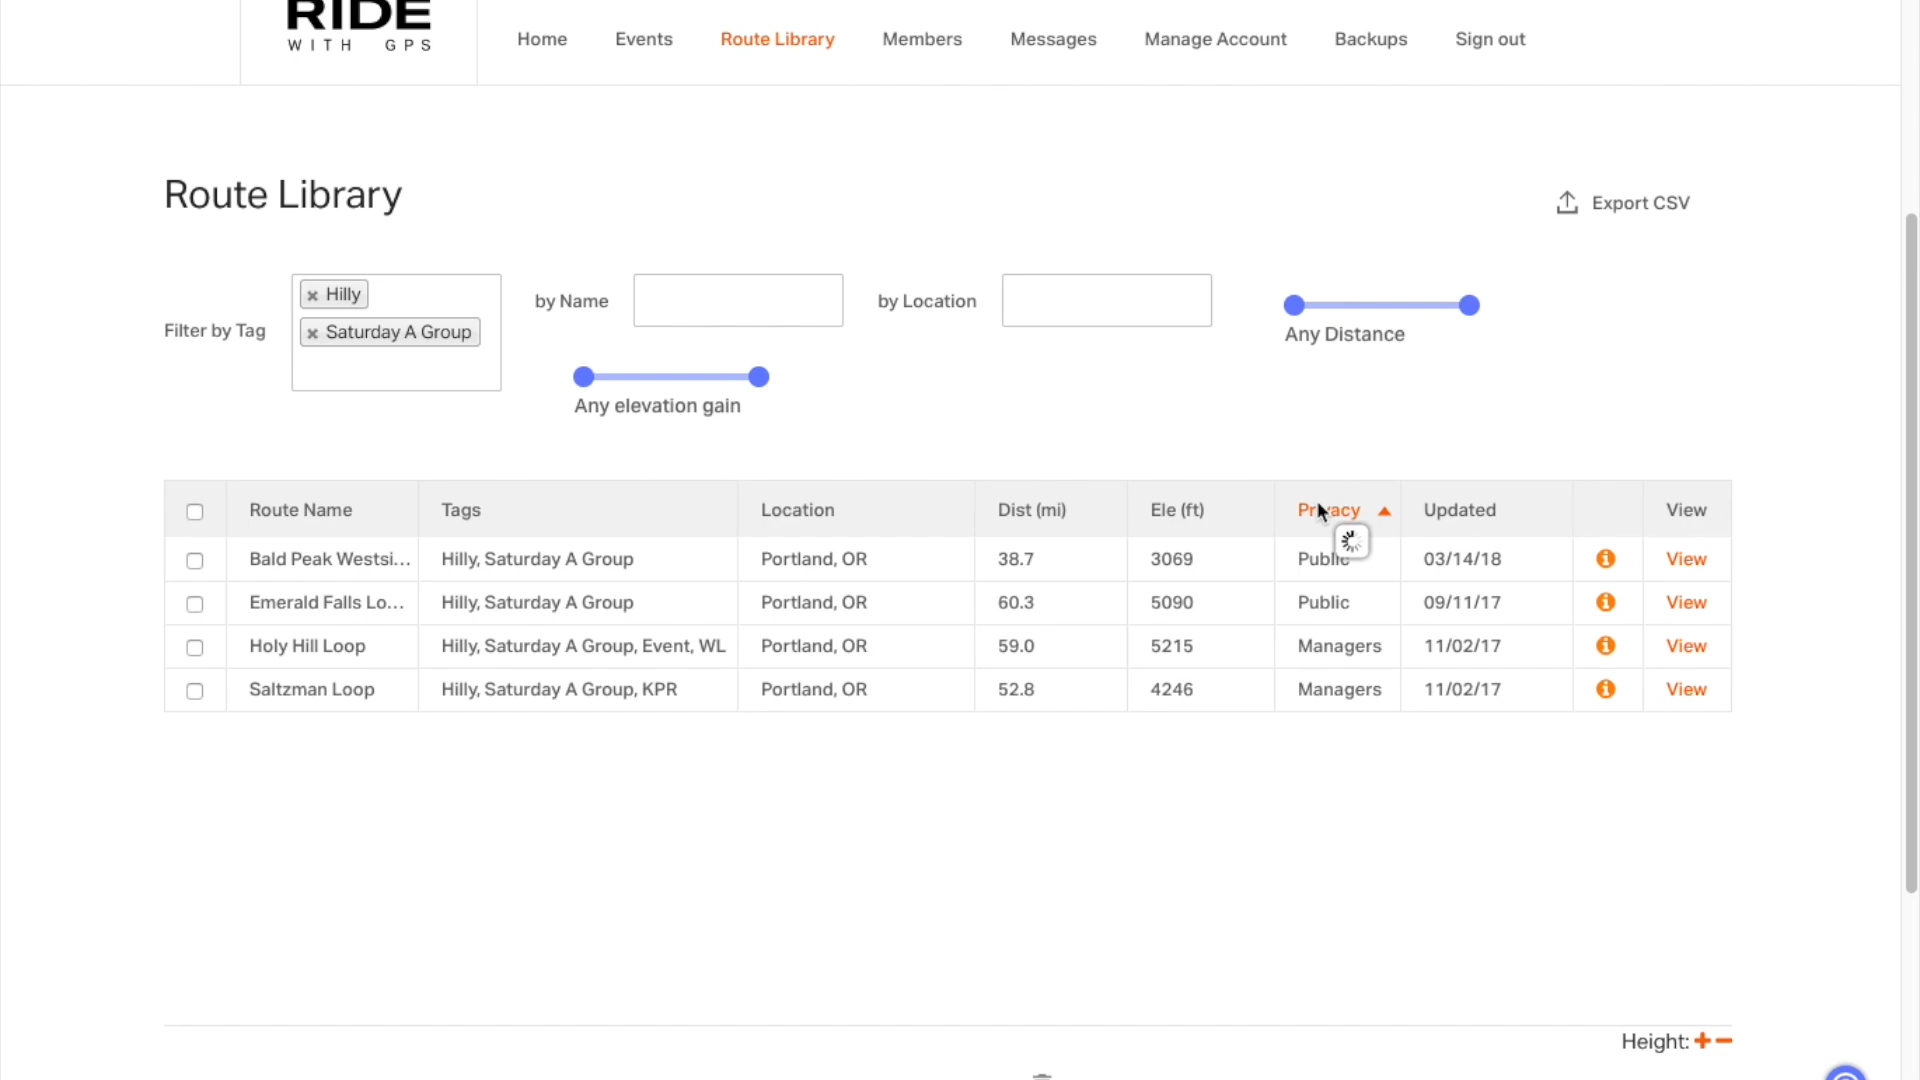 RIDE
WITH GPS
Home Events Route Library Members Messages Manage Account Backups Sign out
Route Library
Export CSV
Filter by Tag
Hilly
Saturday A Group
by Name
by Location
Any Distance
Any elevation gain
Route Name Tags Location Dist (mi) Ele (ft) Privacy Updated View
Bald Peak Westsi... Hilly, Saturday A Group Portland, OR 38.7 3069 Public 03/14/18 View
Emerald Falls Lo... Hilly, Saturday A Group Portland, OR 60.3 5090 Public 09/11/17 View
Holy Hill Loop Hilly, Saturday A Group, Event, WL Portland, OR 59.0 5215 Managers 11/02/17 View
Saltzman Loop Hilly, Saturday A Group, KPR Portland, OR 52.8 4246 Managers 11/02/17 View
Height: